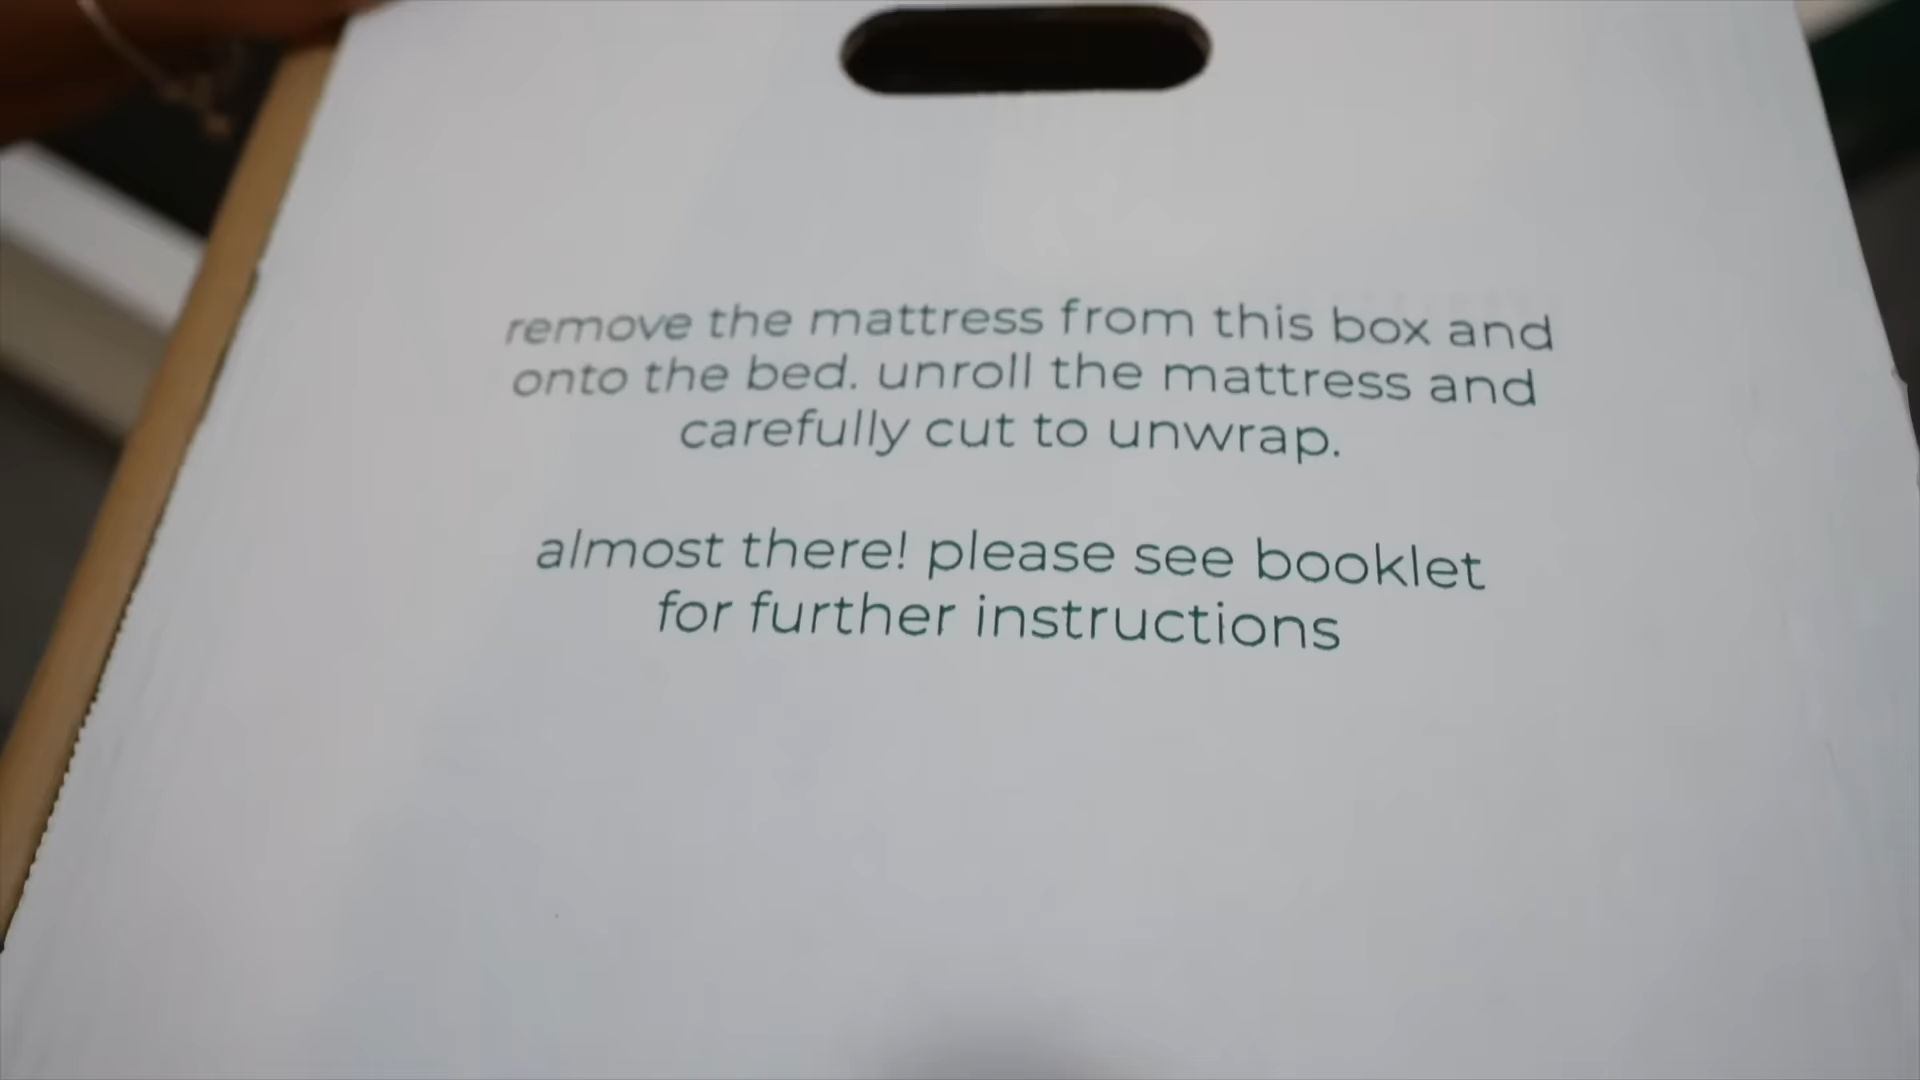 remove the mattress from this box and
onto the bed. unroll the mattress and
carefully cut to unwrap.
almost there! please see booklet
for further instructions